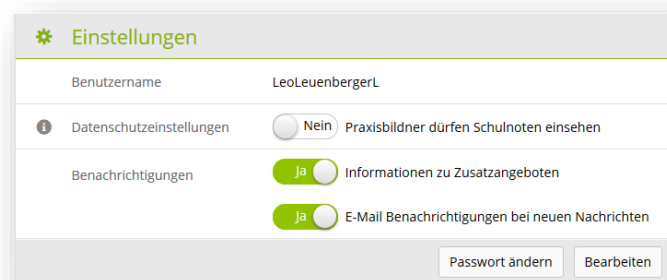 Einstellungen
Benutzername LeoLeuenbergerL
Datenschutzeinstellungen Nein Praxisbildner dürfen Schulnoten einsehen
Benachrichtigungen Ja Informationen zu Zusatzangeboten
Ja E-Mail Benachrichtigungen bei neuen Nachrichten
Passwort ändern Bearbeiten